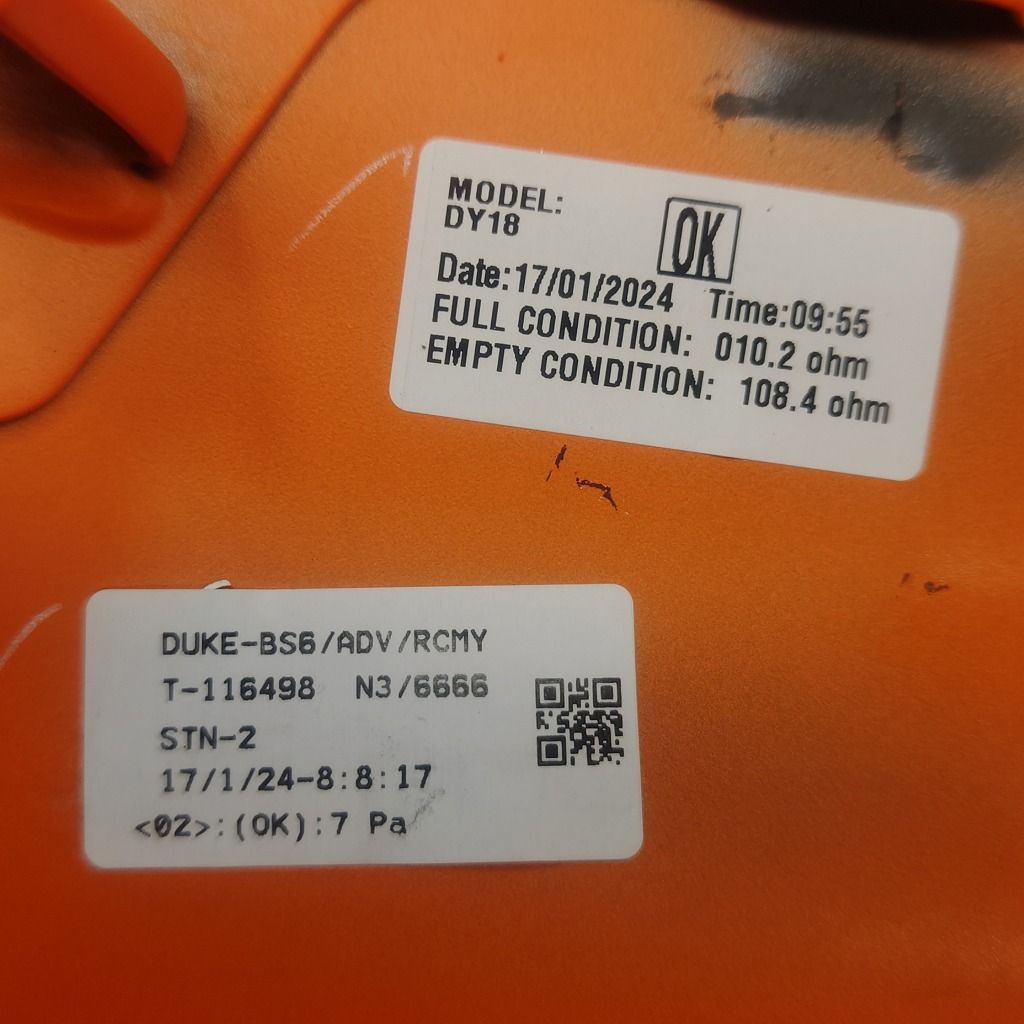 MODEL:
DY18
OK
Date:17/01/2024 Time:09:55
FULL CONDITION: 010.2 ohm
EMPTY CONDITION: 108.4 ohm
DUKE-BS6/ADV/RCMY
T-116498 N3/6666
STN-2
17/1/24-8:8:17
<02>:(OK):7 Pa